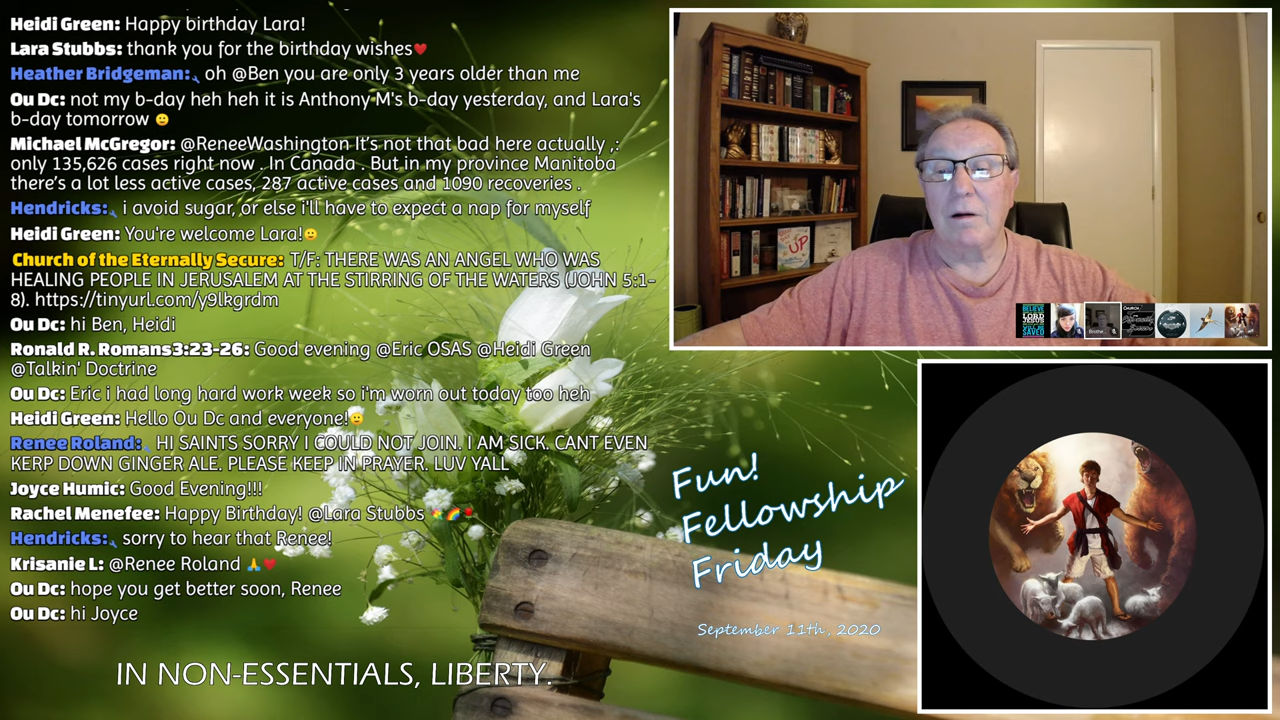 Heidi Green: Happy birthday Lara!
Lara Stubbs: thank you for the birthday wishes❤️
Heather Bridgeman: oh @Ben you are only 3 years older than me
Ou Dc: not my b-day heh heh it is Anthony M's b-day yesterday, and Lara's
b-day tomorrow 🙂
Michael McGregor: @ReneeWashington It’s not that bad here actually ,:
only 135,626 cases right now . In Canada . But in my province Manitoba
there’s a lot less active cases, 287 active cases and 1090 recoveries .
Hendricks: i avoid sugar, or else i'll have to expect a nap for myself
Heidi Green: You're welcome Lara!😇
Church of the Eternally Secure: T/F: THERE WAS AN ANGEL WHO WAS
HEALING PEOPLE IN JERUSALEM AT THE STIRRING OF THE WATERS (JOHN 5:1-
8). https://tinyurl.com/y9lkgrdm
Ou Dc: hi Ben, Heidi
Ronald R. Romans3:23-26: Good evening @Eric OSAS @Heidi Green
@Talkin' Doctrine
Ou Dc: Eric i had long hard work week so i'm worn out today too heh
Heidi Green: Hello Ou Dc and everyone!😇
Renee Roland: HI SAINTS SORRY I COULD NOT JOIN. I AM SICK. CANT EVEN
KERP DOWN GINGER ALE. PLEASE KEEP IN PRAYER. LUV YALL
Joyce Humic: Good Evening!!!
Rachel Menefee: Happy Birthday! @Lara Stubbs 💐🌈🌹
Hendricks: sorry to hear that Renee!
Krisanie L: @Renee Roland 🙏❤️
Ou Dc: hope you get better soon, Renee
Ou Dc: hi Joyce
IN NON-ESSENTIALS, LIBERTY.
UP
BELIEVE
LORD
JESUS
SAVED
Brothe...
CHURCH
Eternally
Secure
Fun!
Fellowship
Friday
September 11th, 2020